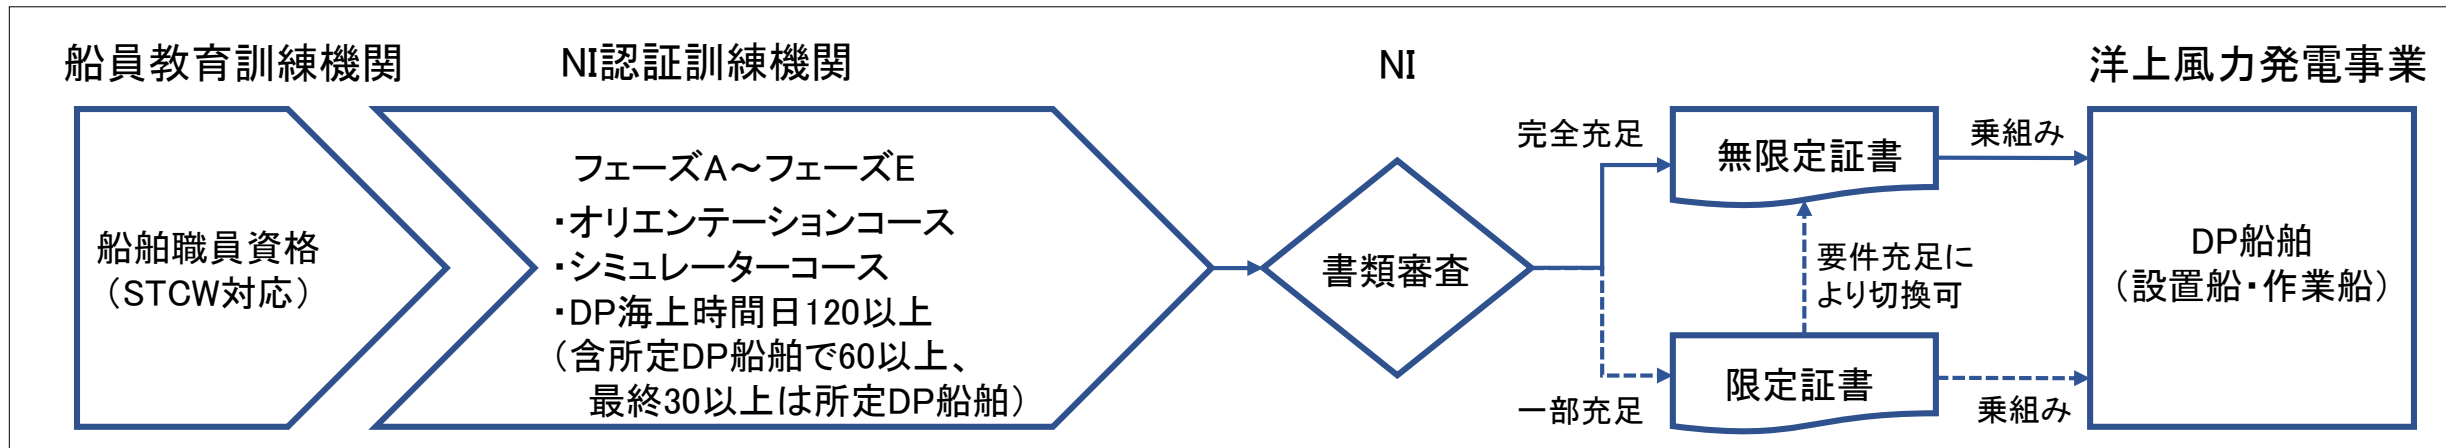 船員教育訓練機関
NI認証訓練機関
NI
洋上風力発電事業
船舶職員資格
（STCW対応）
フェーズA～フェーズE
・オリエンテーションコース
・シミュレーターコース
・DP海上時間日120以上
（含所定DP船舶で60以上、
最終30以上は所定DP船舶）
書類審査
完全充足
一部充足
無限定証書
要件充足に
より切換可
限定証書
乗組み
乗組み
DP船舶
（設置船・作業船）